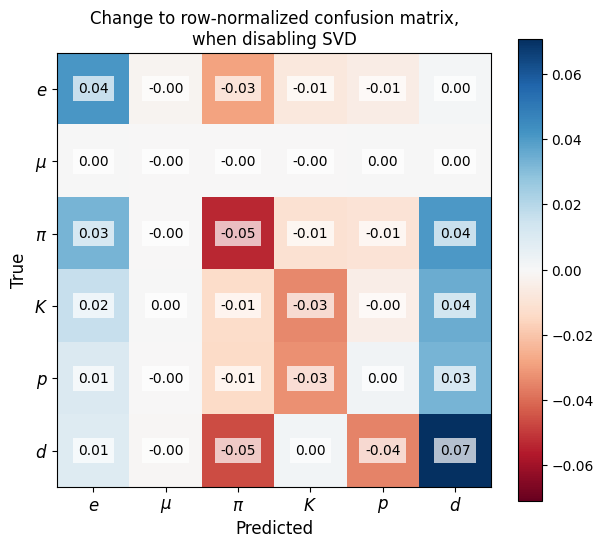 Change to row-normalized confusion matrix,
when disabling SVD
e 0.04 -0.00 -0.03 -0.01 -0.01 0.00
μ 0.00 -0.00 -0.00 -0.00 0.00 0.00
π 0.03 -0.00 -0.05 -0.01 -0.01 0.04
K 0.02 0.00 -0.01 -0.03 -0.00 0.04
p 0.01 -0.00 -0.01 -0.03 0.00 0.03
d 0.01 -0.00 -0.05 0.00 -0.04 0.07
e μ π K p d
Predicted
True
0.06
0.04
0.02
0.00
-0.02
-0.04
-0.06